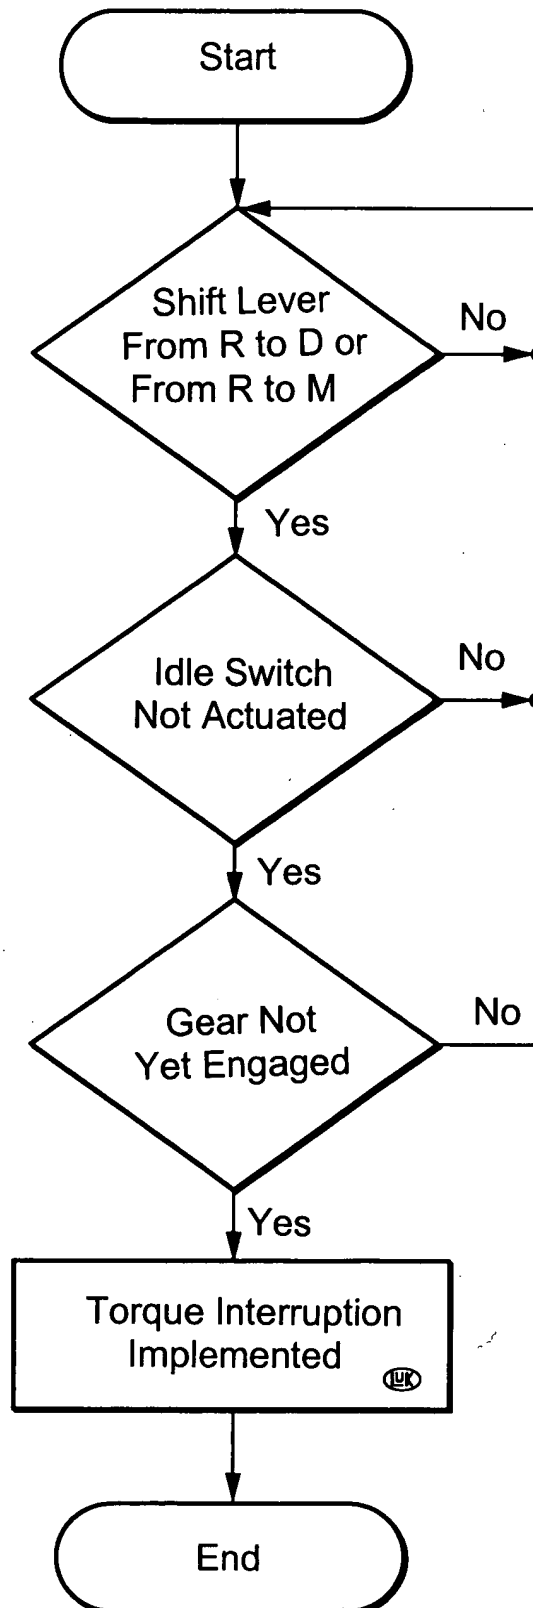 Start
Shift Lever
From R to D or
From R to M
No
Yes
Idle Switch
Not Actuated
No
Yes
Gear Not
Yet Engaged
No
Yes
Torque Interruption
Implemented
LuK
End